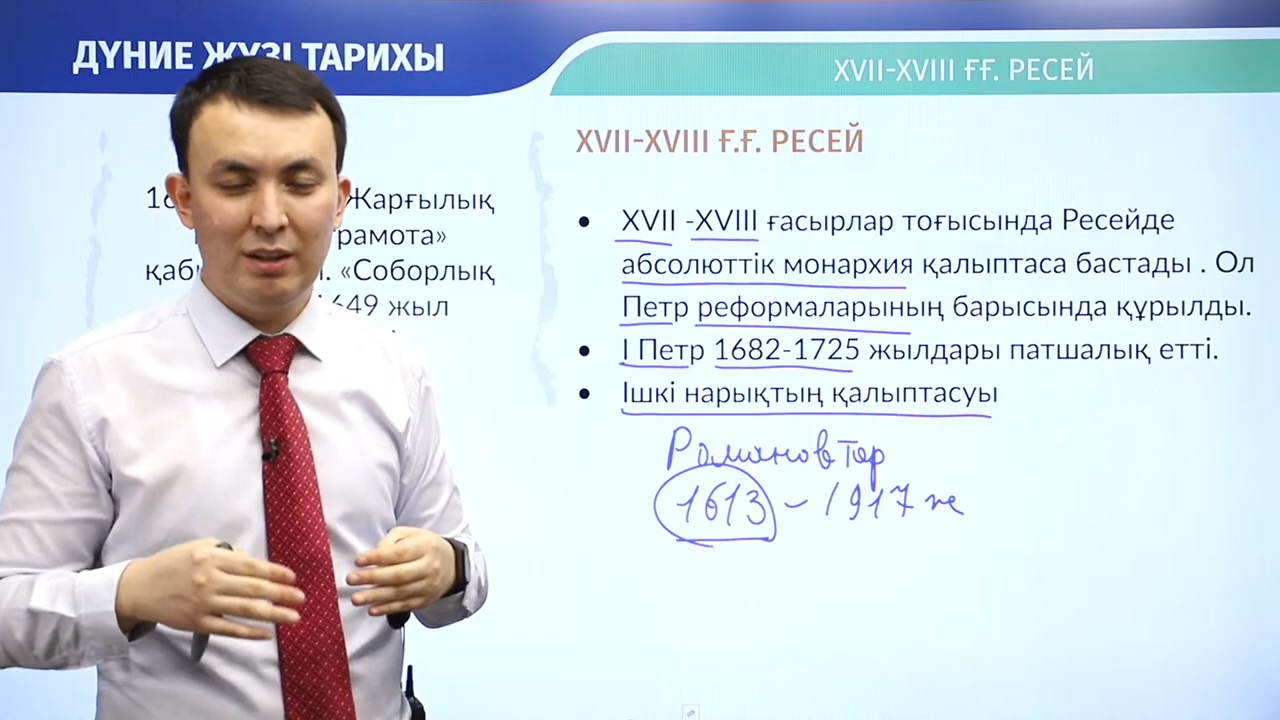 ДҮНИЕ ЖҮЗІ ТАРИХЫ
XVII-XVIII ҒҒ. РЕСЕЙ
Жарғылық
грамота»
«Соборлық
1649 жыл
XVII-XVIII Ғ.Ғ. РЕСЕЙ
• XVII -XVIII ғасырлар тоғысында Ресейде
абсолюттік монархия қалыптаса бастады . Ол
Петр реформаларының барысында құрылды.
• I Петр 1682-1725 жылдары патшалық етті.
• Ішкі нарықтың қалыптасуы
Романовтар
1613 – 1917 ж